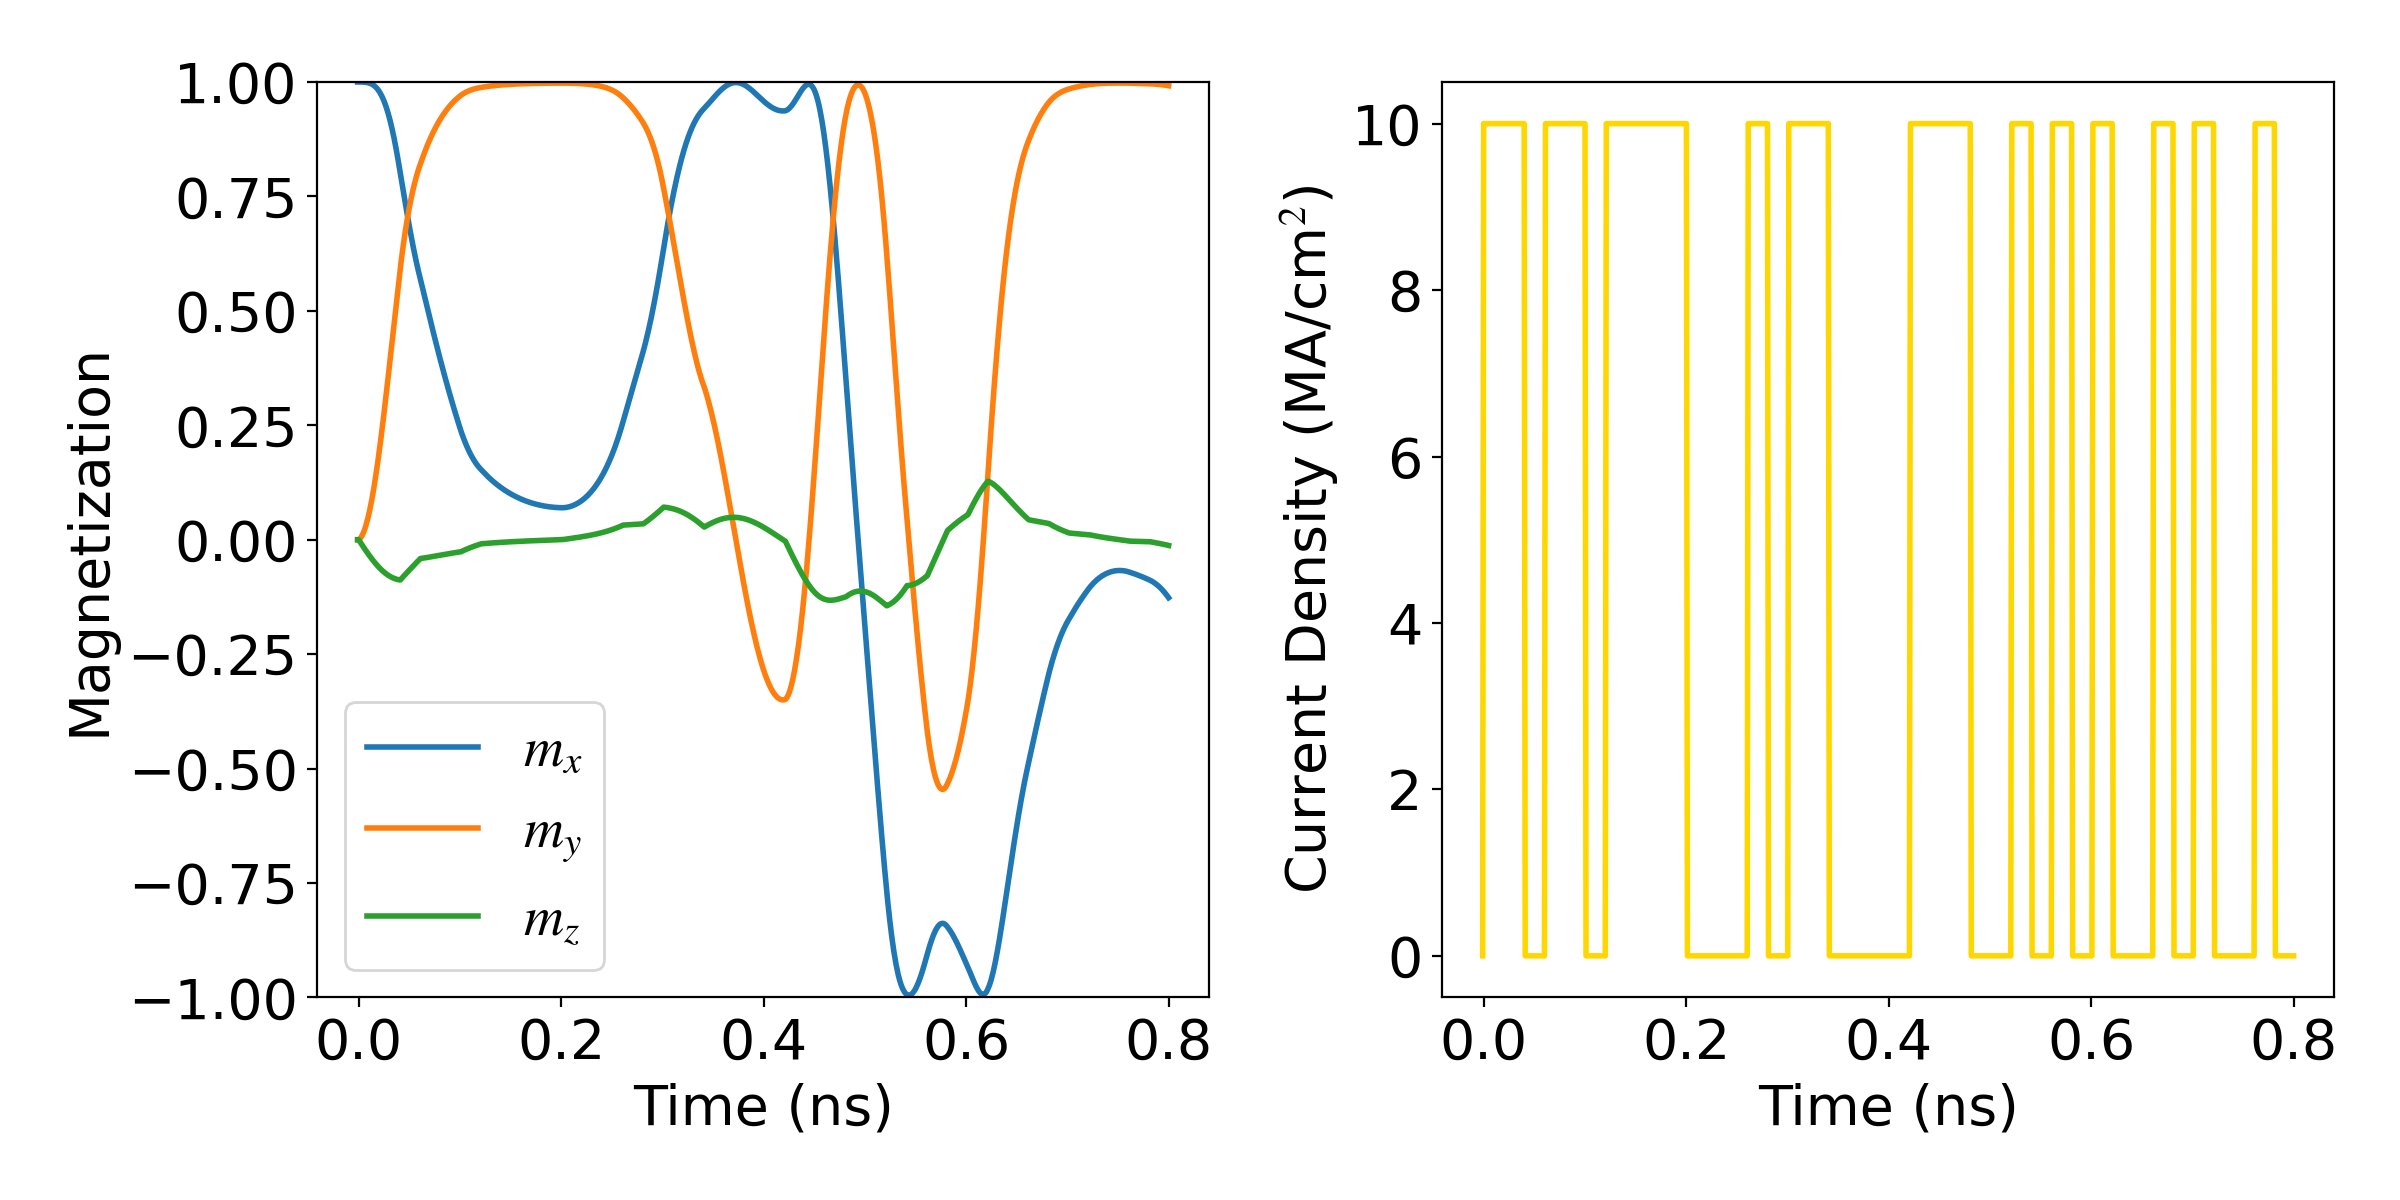 1.00
0.75
0.50
0.25
0.00
−0.25
−0.50
−0.75
−1.00
Magnetization
m_x
m_y
m_z
0.0 0.2 0.4 0.6 0.8
Time (ns)
10
8
6
4
2
0
Current Density (MA/cm²)
0.0 0.2 0.4 0.6 0.8
Time (ns)